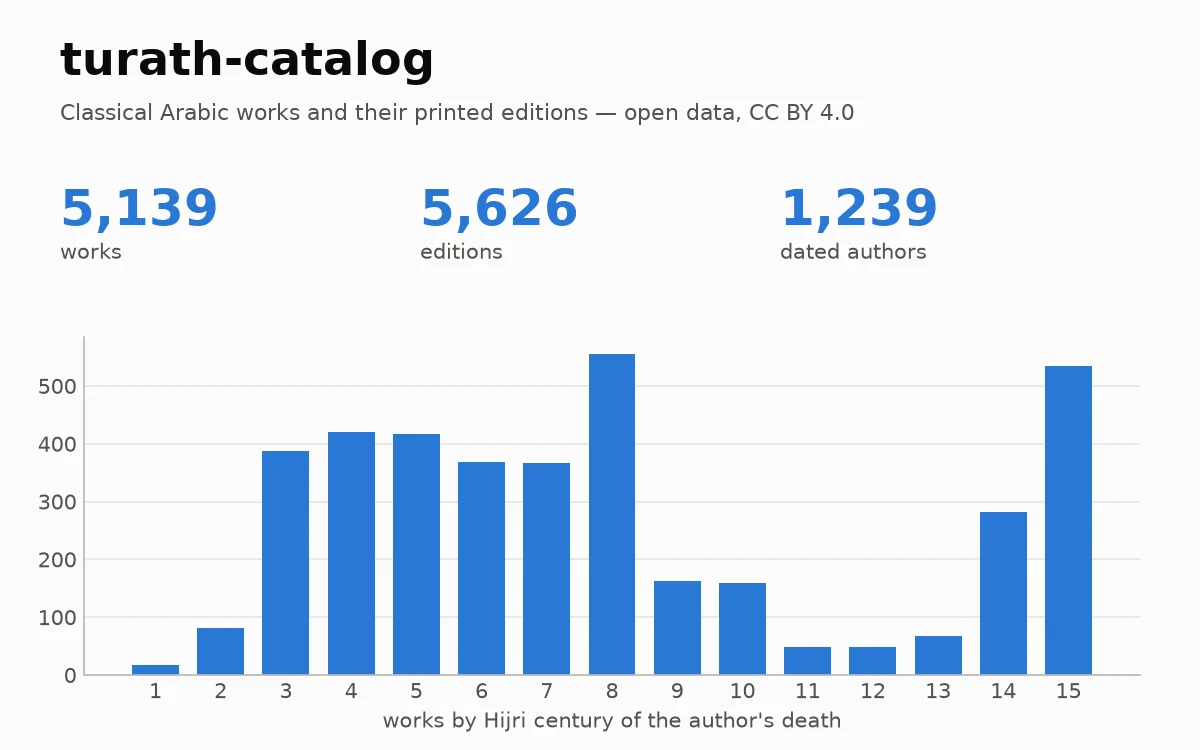 turath-catalog
Classical Arabic works and their printed editions — open data, CC BY 4.0
5,139 5,626 1,239
works editions dated authors
500
400
300
200
100
0
1 2 3 4 5 6 7 8 9 10 11 12 13 14 15
works by Hijri century of the author's death